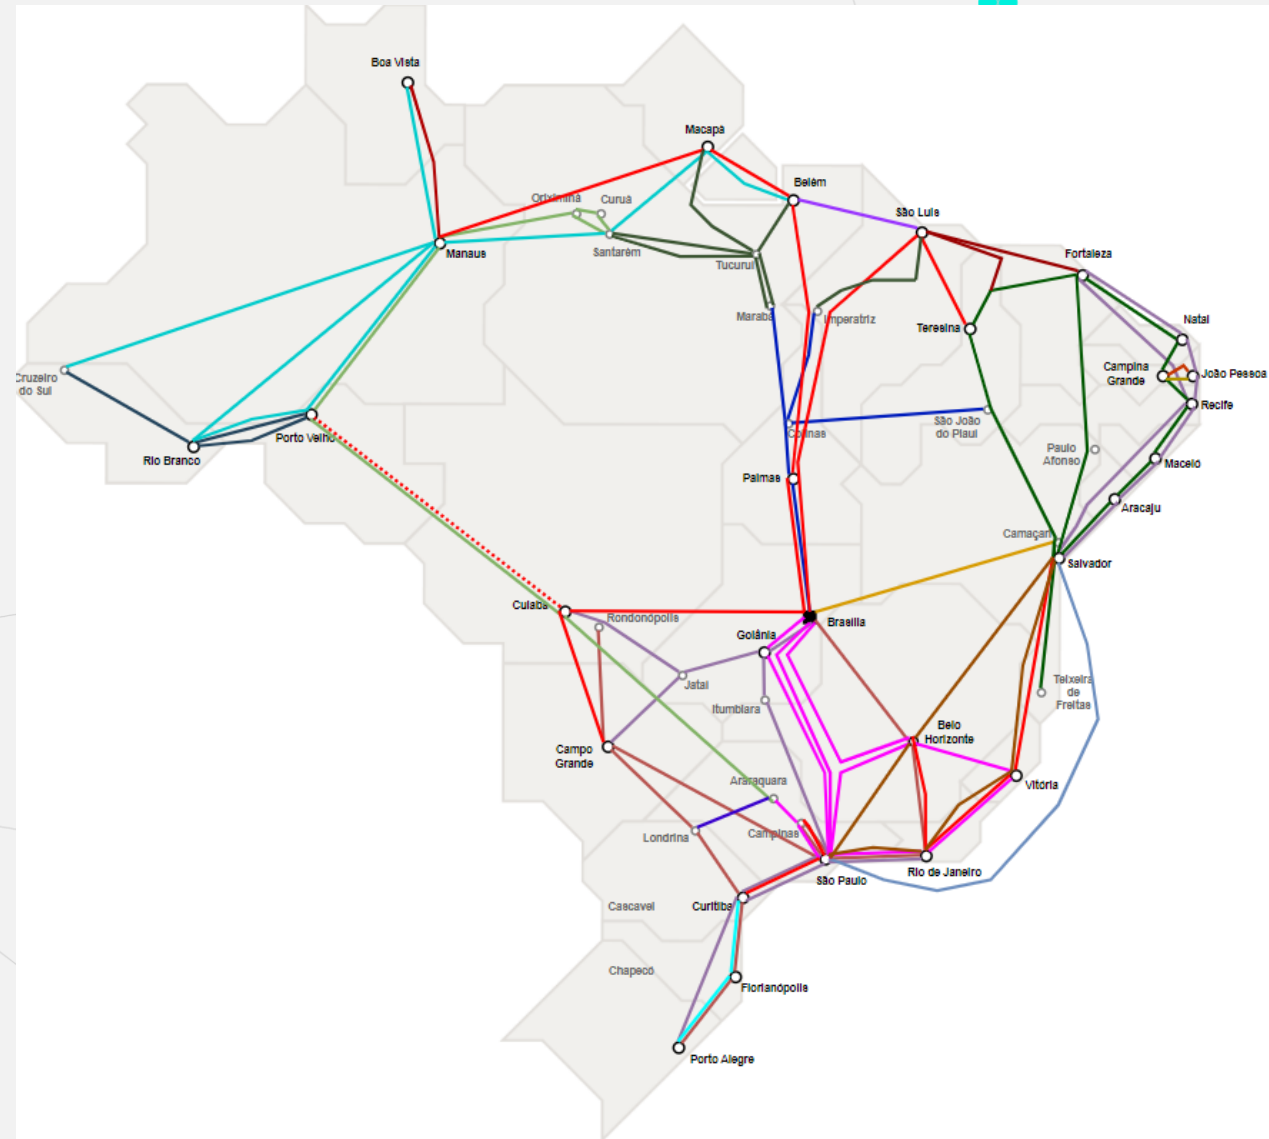 Boa Vista
Macapá
Belém
Oriximiná
Curuá
São Luis
Manaus
Santarém
Tucuruí
Fortaleza
Marabá
Imperatriz
Teresina
Natal
Campina
Grande
João Pessoa
Cruzeiro
do Sul
Recife
Porto Velho
Rio Branco
Colinas
São João
do Piauí
Paulo
Afonso
Maceió
Palmas
Aracaju
Camaçari
Salvador
Cuiabá
Rondonópolis
Brasília
Goiânia
Jataí
Itumbiara
Teixeira
de
Freitas
Belo
Horizonte
Campo
Grande
Araraquara
Vitória
Londrina
Campinas
São Paulo
Rio de Janeiro
Cascavel
Curitiba
Chapecó
Florianópolis
Porto Alegre